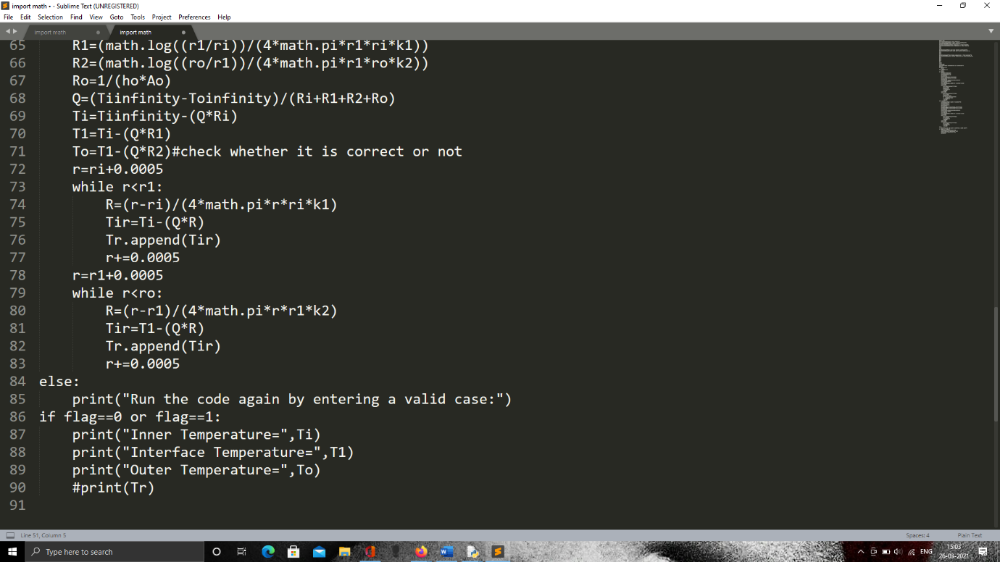 import math • - Sublime Text (UNREGISTERED)
File Edit Selection Find View Goto Tools Project Preferences Help
import math import math
65 R1=(math.log((r1/ri))/(4*math.pi*r1*ri*k1))
66 R2=(math.log((ro/r1))/(4*math.pi*r1*ro*k2))
67 Ro=1/(ho*Ao)
68 Q=(Tiinfinity-Toinfinity)/(Ri+R1+R2+Ro)
69 Ti=Tiinfinity-(Q*Ri)
70 T1=Ti-(Q*R1)
71 To=T1-(Q*R2)#check whether it is correct or not
72 r=ri+0.0005
73 while r<r1:
74 R=(r-ri)/(4*math.pi*r*ri*k1)
75 Tir=Ti-(Q*R)
76 Tr.append(Tir)
77 r+=0.0005
78 r=r1+0.0005
79 while r<ro:
80 R=(r-r1)/(4*math.pi*r*r1*k2)
81 Tir=T1-(Q*R)
82 Tr.append(Tir)
83 r+=0.0005
84 else:
85 print("Run the code again by entering a valid case:")
86 if flag==0 or flag==1:
87 print("Inner Temperature=",Ti)
88 print("Interface Temperature=",T1)
89 print("Outer Temperature=",To)
90 #print(Tr)
91
Line 51, Column 5 Spaces: 4 Plain Text
Type here to search ENG 15:03
26-03-2021